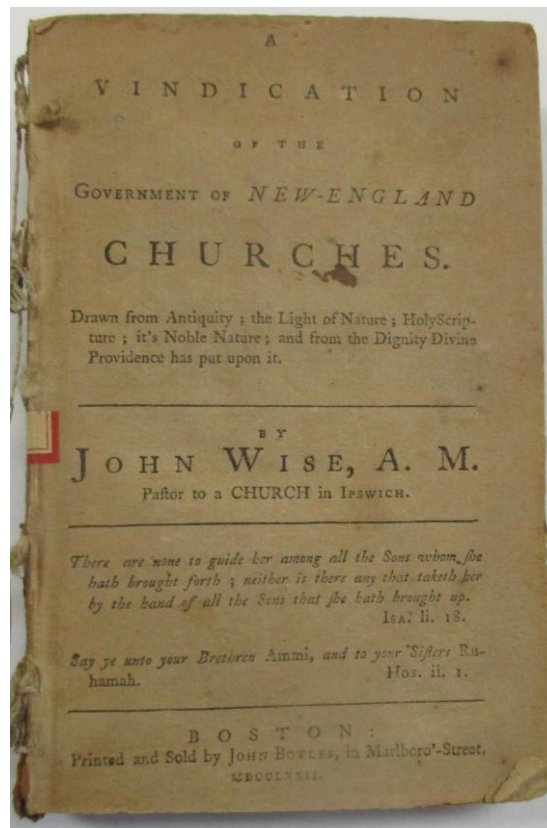 A
VINDICATION
OF THE
GOVERNMENT OF NEW-ENGLAND
CHURCHES.
Drawn from Antiquity ; the Light of Nature ; HolyScrip-
ture ; it's Noble Nature ; and from the Dignity Divine
Providence has put upon it.
BY
JOHN WISE, A. M.
Paſtor to a CHURCH in IPSWICH.
There are none to guide her among all the Sons whom ſhe
hath brought forth ; neither is there any that taketh her
by the hand of all the Sons that ſhe hath brought up.
ISA. li. 18.
Say ye unto your Brethren Ammi, and to your Siſters Ru-
hamah. Hos. ii. 1.
BOSTON:
Printed and Sold by JOHN BOYLES, in Marlboro'-Street,
MDCCLXXII.